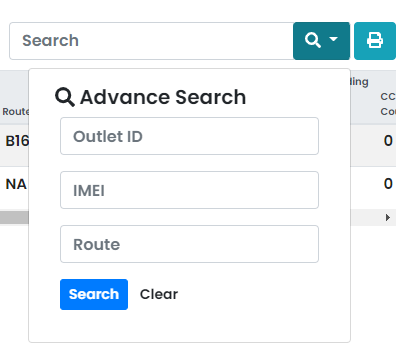 Search
ding
Route
CC
Cou
B16
0
NA
0
Advance Search
Outlet ID
IMEI
Route
Search Clear